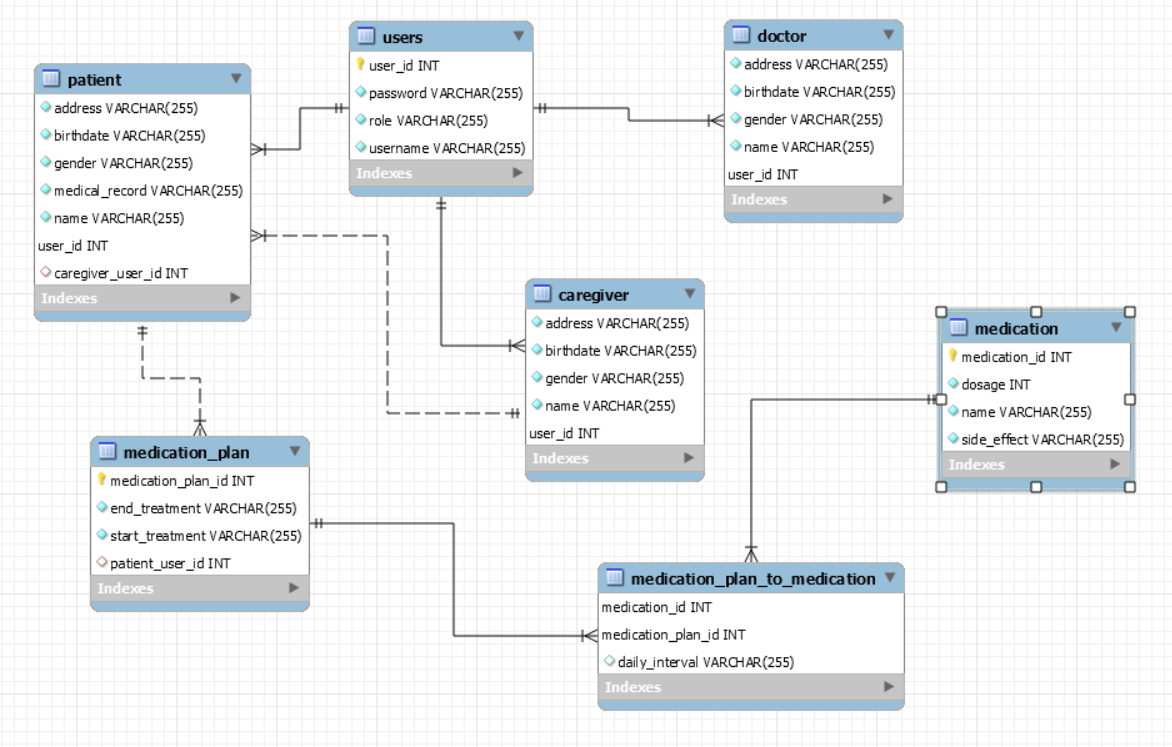 patient
address VARCHAR(255)
birthdate VARCHAR(255)
gender VARCHAR(255)
medical_record VARCHAR(255)
name VARCHAR(255)
user_id INT
caregiver_user_id INT
Indexes
users
user_id INT
password VARCHAR(255)
role VARCHAR(255)
username VARCHAR(255)
Indexes
doctor
address VARCHAR(255)
birthdate VARCHAR(255)
gender VARCHAR(255)
name VARCHAR(255)
user_id INT
Indexes
caregiver
address VARCHAR(255)
birthdate VARCHAR(255)
gender VARCHAR(255)
name VARCHAR(255)
user_id INT
Indexes
medication
medication_id INT
dosage INT
name VARCHAR(255)
side_effect VARCHAR(255)
Indexes
medication_plan
medication_plan_id INT
end_treatment VARCHAR(255)
start_treatment VARCHAR(255)
patient_user_id INT
Indexes
medication_plan_to_medication
medication_id INT
medication_plan_id INT
daily_interval VARCHAR(255)
Indexes